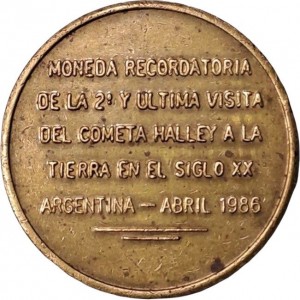 MONEDA RECORDATORIA
DE LA 2ª Y ULTIMA VISITA
DEL COMETA HALLEY A LA
TIERRA EN EL SIGLO XX
ARGENTINA — ABRIL 1986